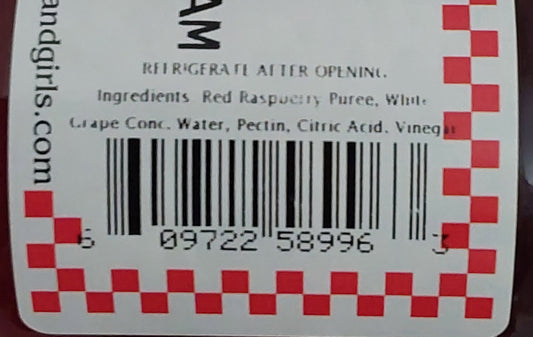 AM
andgirls.com
REFRIGERATE AFTER OPENING.
Ingredients Red Raspberry Puree, White
Grape Conc. Water, Pectin, Citric Acid. Vinegar
6 09722 58996 3